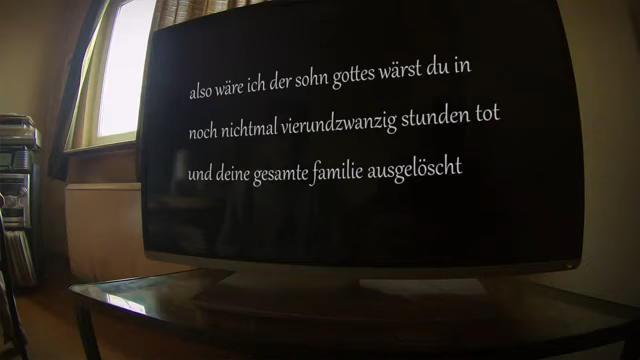 also wäre ich der sohn gottes wärst du in
noch nichtmal vierundzwanzig stunden tot
und deine gesamte familie ausgelöscht